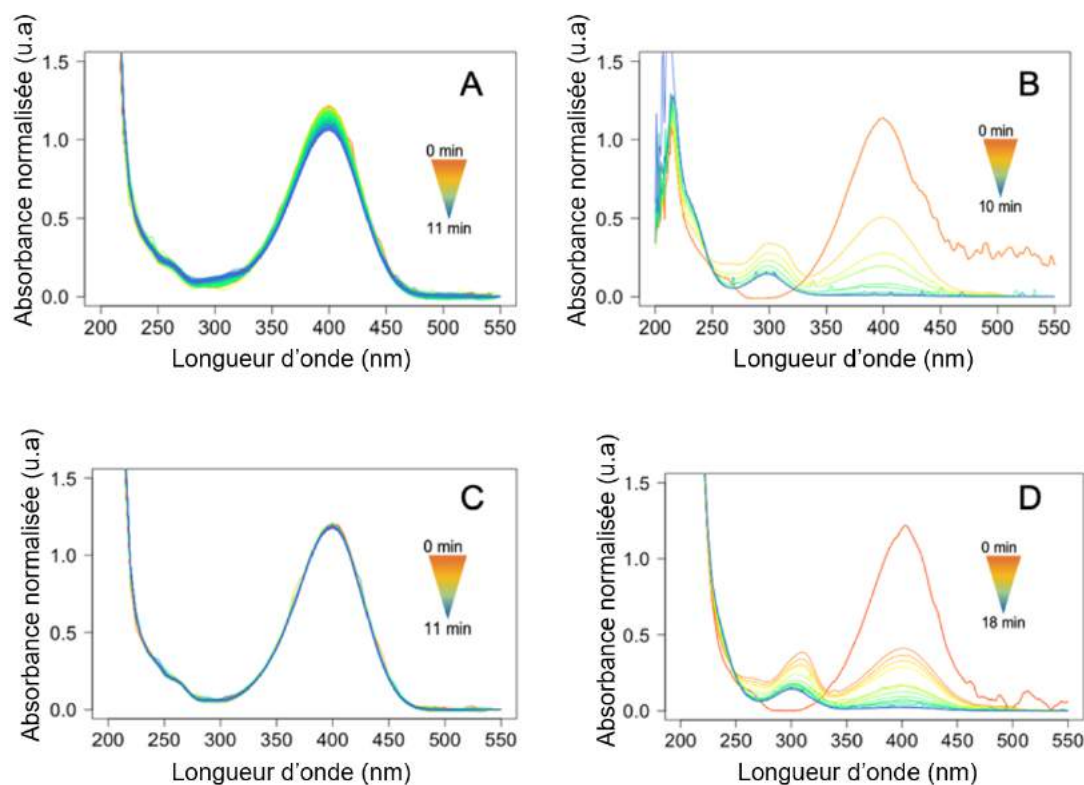 Absorbance normalisée (u.a)
1.5
1.0
0.5
0.0
A
0 min
11 min
200 250 300 350 400 450 500 550
Longueur d'onde (nm)
Absorbance normalisée (u.a)
1.5
1.0
0.5
0.0
B
0 min
10 min
200 250 300 350 400 450 500 550
Longueur d'onde (nm)
Absorbance normalisée (u.a)
1.5
1.0
0.5
0.0
C
0 min
11 min
200 250 300 350 400 450 500 550
Longueur d'onde (nm)
Absorbance normalisée (u.a)
1.5
1.0
0.5
0.0
D
0 min
18 min
200 250 300 350 400 450 500 550
Longueur d'onde (nm)